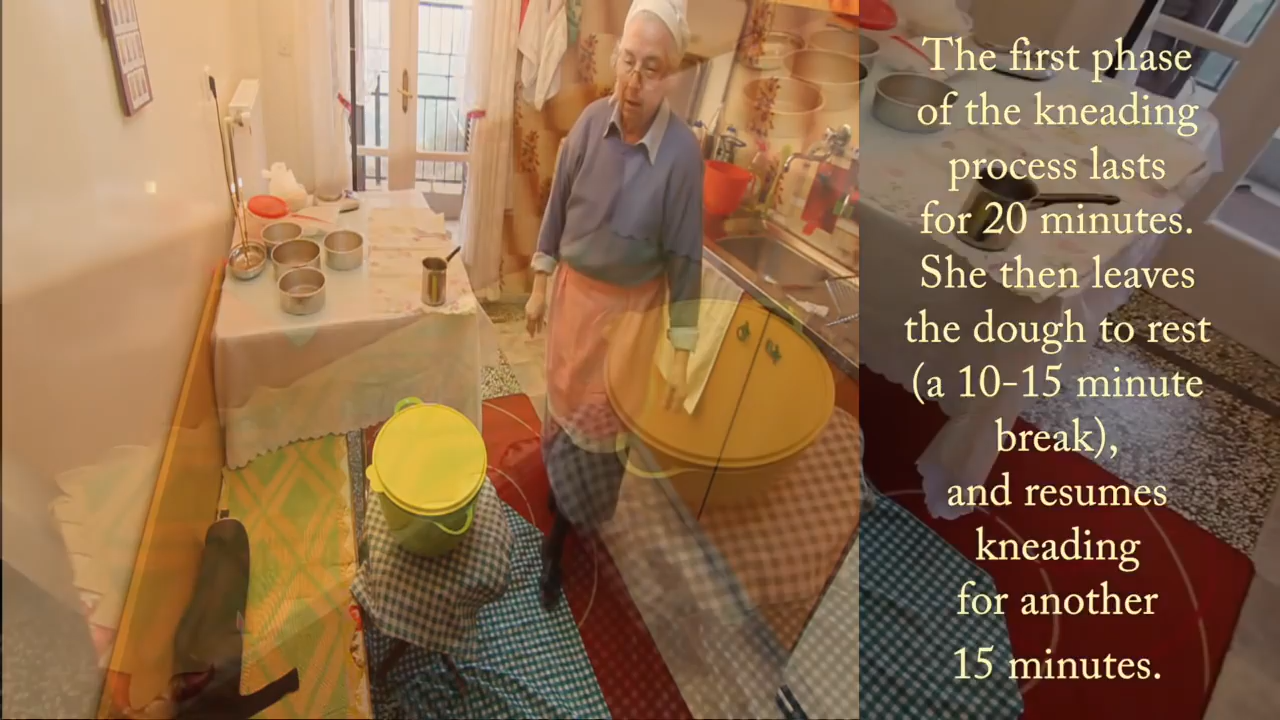 The first phase
of the kneading
process lasts
for 20 minutes.
She then leaves
the dough to rest
(a 10-15 minute
break),
and resumes
kneading
for another
15 minutes.